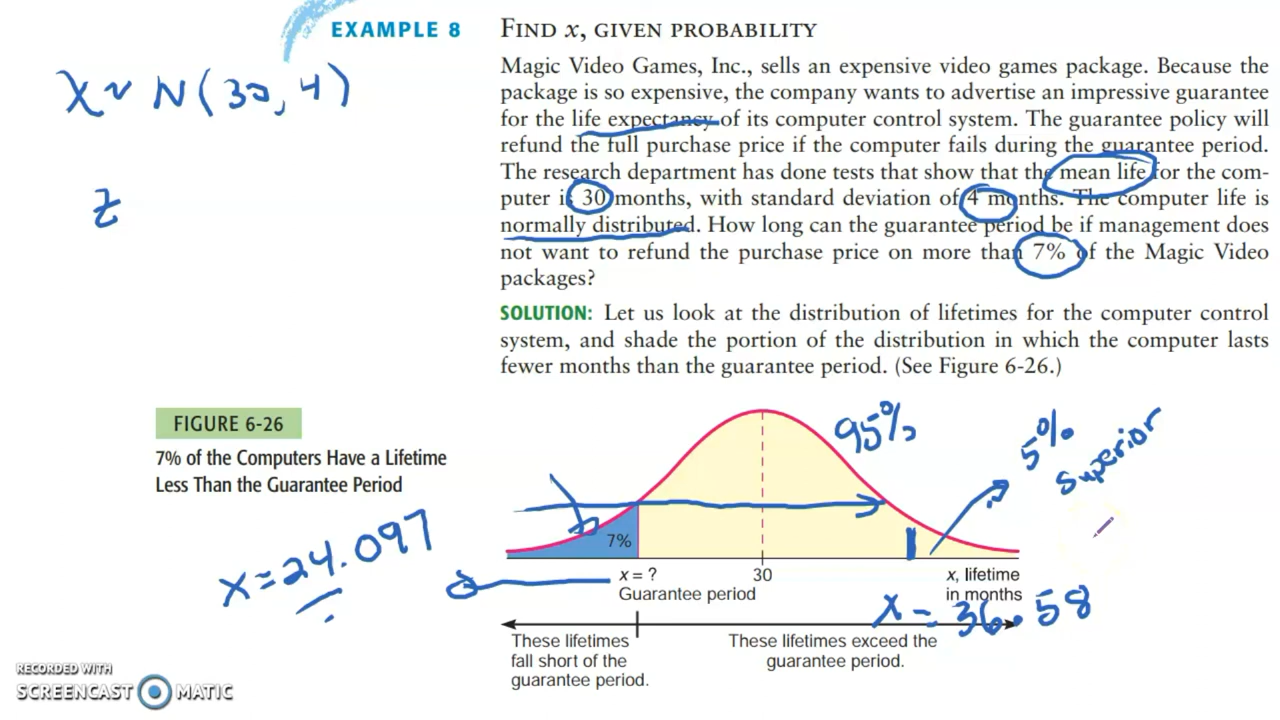 EXAMPLE 8 FIND x, GIVEN PROBABILITY
Magic Video Games, Inc., sells an expensive video games package. Because the
package is so expensive, the company wants to advertise an impressive guarantee
for the life expectancy of its computer control system. The guarantee policy will
refund the full purchase price if the computer fails during the guarantee period.
The research department has done tests that show that the mean life for the com-
puter is 30 months, with standard deviation of 4 months. The computer life is
normally distributed. How long can the guarantee period be if management does
not want to refund the purchase price on more than 7% of the Magic Video
packages?
SOLUTION: Let us look at the distribution of lifetimes for the computer control
system, and shade the portion of the distribution in which the computer lasts
fewer months than the guarantee period. (See Figure 6-26.)
X ~ N(30, 4)
z
FIGURE 6-26
7% of the Computers Have a Lifetime
Less Than the Guarantee Period
x = 24.097
95%
5%
superior
7%
x = ?
Guarantee period
30
x, lifetime
in months
x = 36.58
These lifetimes
fall short of the
guarantee period.
These lifetimes exceed the
guarantee period.
RECORDED WITH
SCREENCAST MATIC